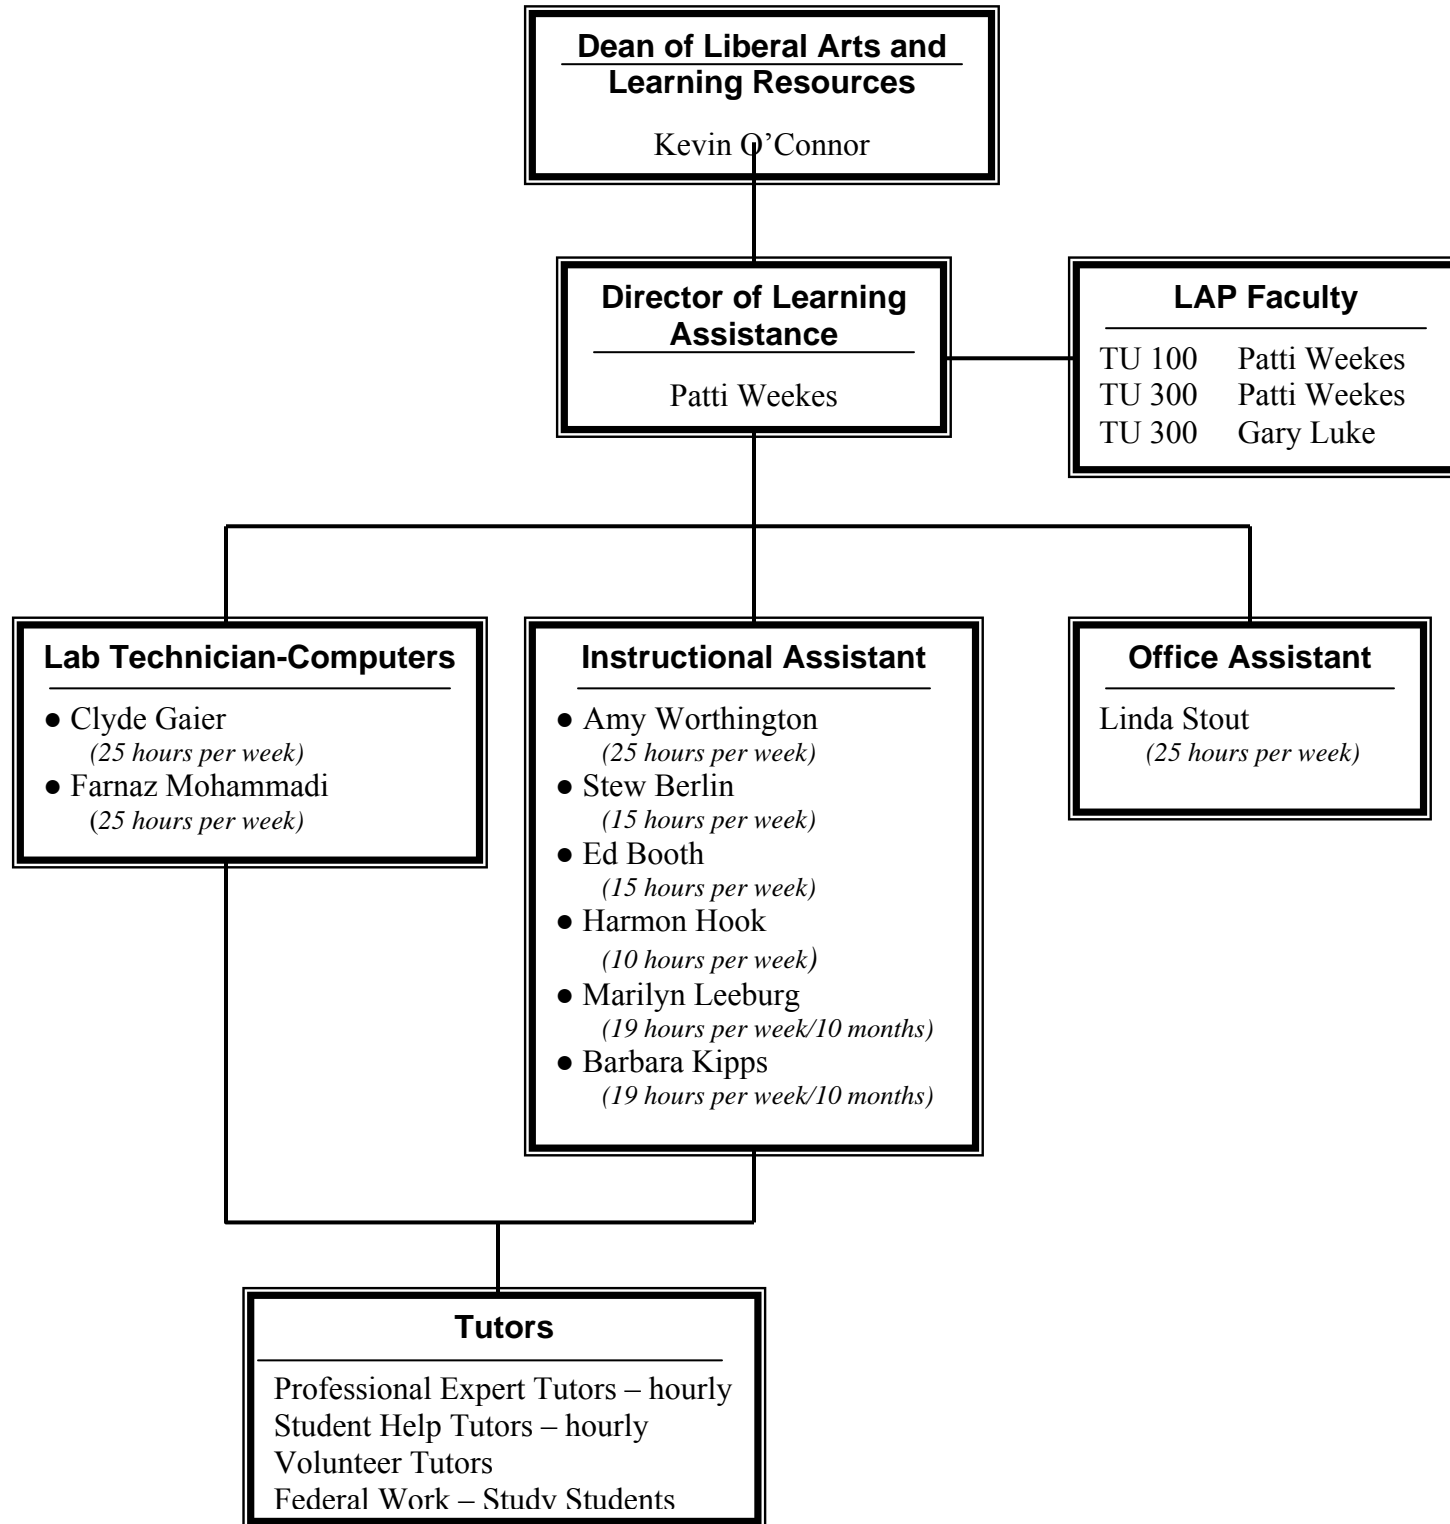 Dean of Liberal Arts and
Learning Resources
Kevin O’Connor
Director of Learning
Assistance
Patti Weekes
LAP Faculty
TU 100 Patti Weekes
TU 300 Patti Weekes
TU 300 Gary Luke
Lab Technician-Computers
● Clyde Gaier
(25 hours per week)
● Farnaz Mohammadi
(25 hours per week)
Instructional Assistant
● Amy Worthington
(25 hours per week)
● Stew Berlin
(15 hours per week)
● Ed Booth
(15 hours per week)
● Harmon Hook
(10 hours per week)
● Marilyn Leeburg
(19 hours per week/10 months)
● Barbara Kipps
(19 hours per week/10 months)
Office Assistant
Linda Stout
(25 hours per week)
Tutors
Professional Expert Tutors – hourly
Student Help Tutors – hourly
Volunteer Tutors
Federal Work – Study Students